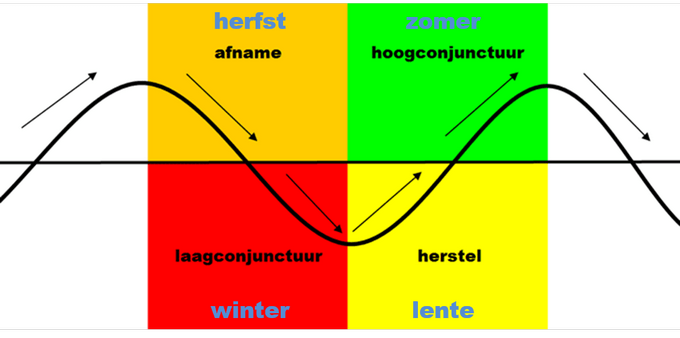 herfst
afname
zomer
hoogconjunctuur
laagconjunctuur
winter
herstel
lente